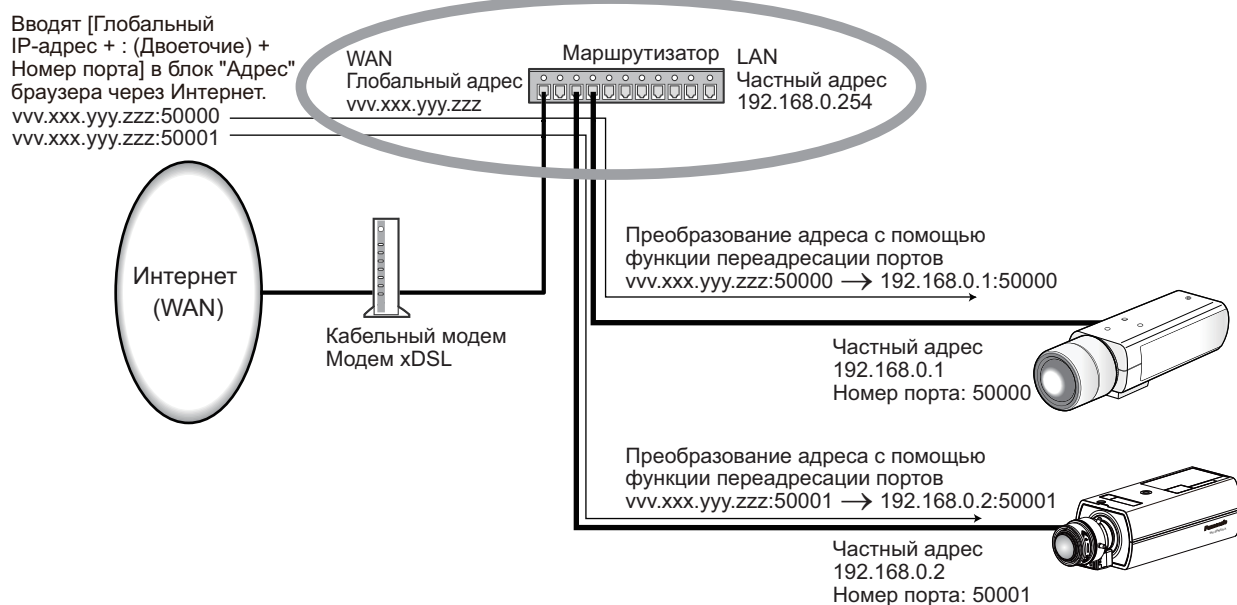 Вводят [Глобальный
IP-адрес + : (Двоеточие) +
Номер порта] в блок "Адрес"
браузера через Интернет.
vvv.xxx.yyy.zzz:50000
vvv.xxx.yyy.zzz:50001
WAN
Глобальный адрес
vvv.xxx.yyy.zzz
Маршрутизатор
LAN
Частный адрес
192.168.0.254
Интернет
(WAN)
Кабельный модем
Модем xDSL
Преобразование адреса с помощью
функции переадресации портов
vvv.xxx.yyy.zzz:50000 → 192.168.0.1:50000
Частный адрес
192.168.0.1
Номер порта: 50000
Преобразование адреса с помощью
функции переадресации портов
vvv.xxx.yyy.zzz:50001 → 192.168.0.2:50001
Panasonic
Частный адрес
192.168.0.2
Номер порта: 50001